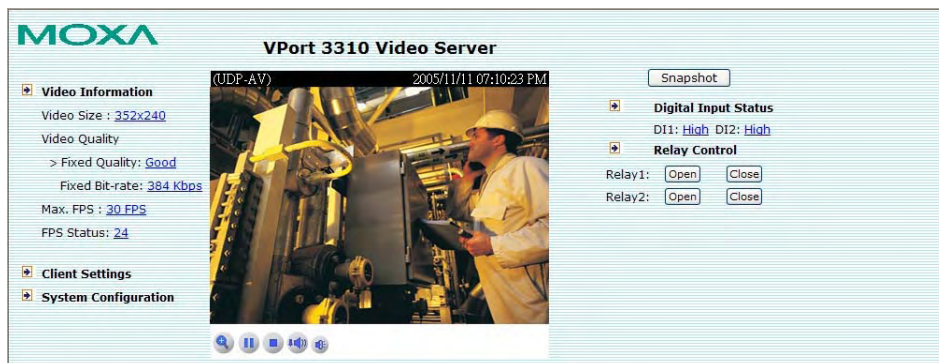 MOXA
VPort 3310 Video Server
Video Information
Video Size : 352x240
Video Quality
> Fixed Quality: Good
Fixed Bit-rate: 384 Kbps
Max. FPS : 30 FPS
FPS Status: 24
Client Settings
System Configuration
(UDP-AV) 2005/11/11 07:10:23 PM
Snapshot
Digital Input Status
DI1: High DI2: High
Relay Control
Relay1: Open Close
Relay2: Open Close